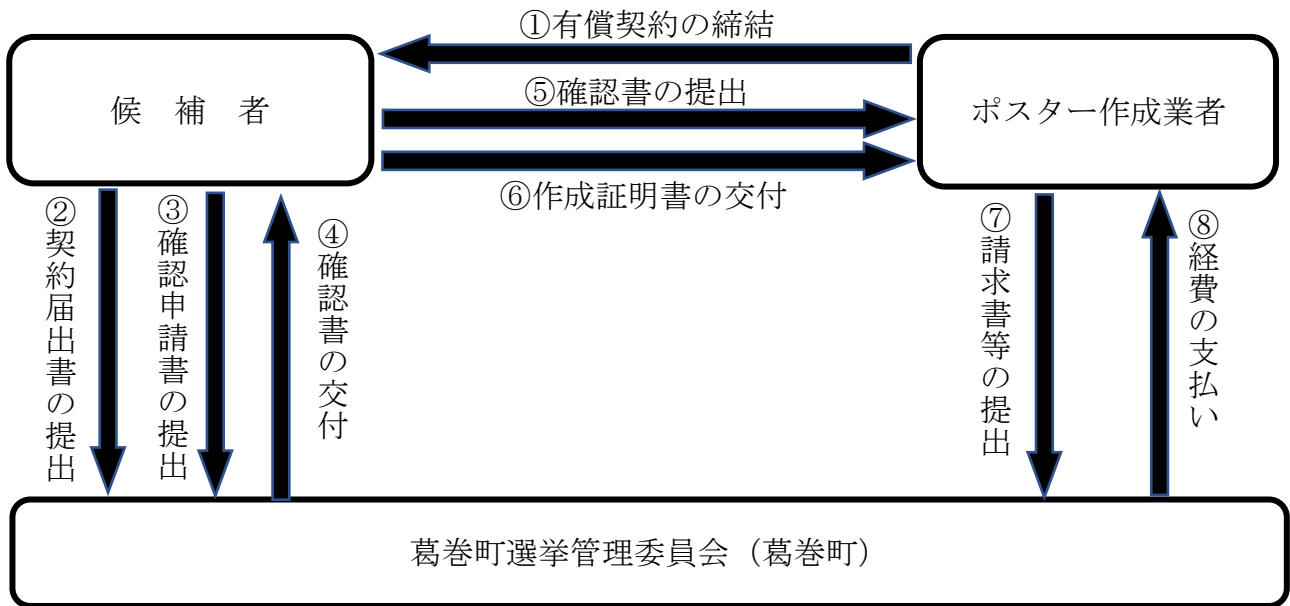 ①有償契約の締結
候　補　者
⑤確認書の提出
ポスター作成業者
⑥作成証明書の交付
②契約届出書の提出
③確認申請書の提出
④確認書の交付
⑦請求書等の提出
⑧経費の支払い
葛巻町選挙管理委員会（葛巻町）